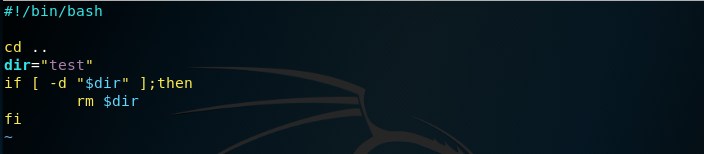 #!/bin/bash

cd ..
dir="test"
if [ -d "$dir" ];then
        rm $dir
fi
~